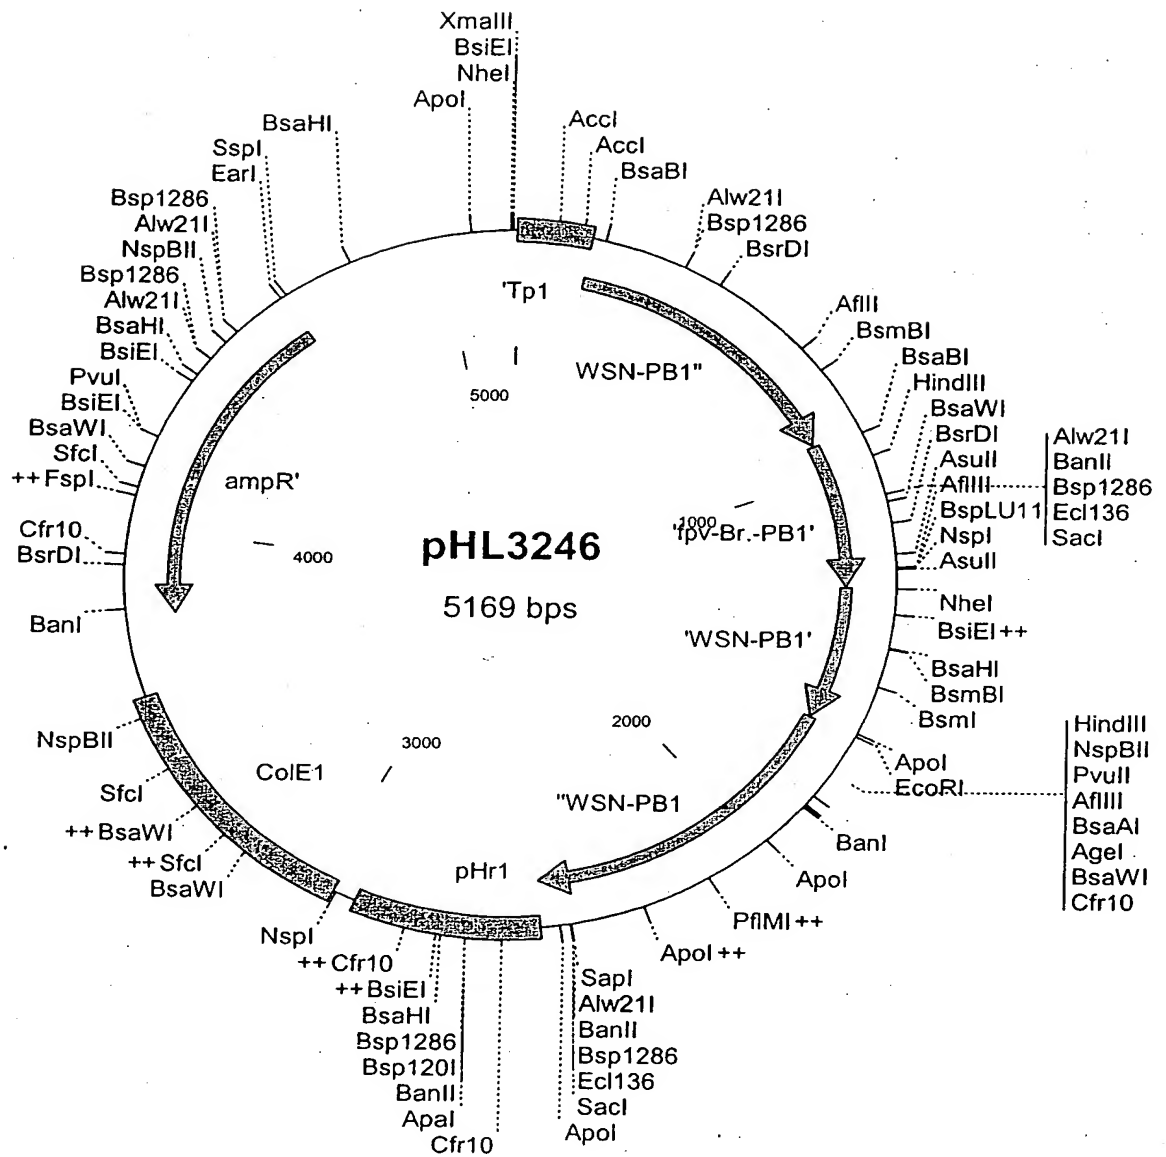 XmaIII
BsiEI
NheI
ApoI
BsaHI
SspI
EarI
Bsp1286
Alw21I
NspBII
Bsp1286
Alw21I
BsaHI
BsiEI
PvuI
BsiEI
BsaWI
SfcI
++FspI
Cfr10
BsrDI
BanI
AccI
AccI
BsaBI
Alw21I
Bsp1286
BsrDI
AflII
BsmBI
BsaBI
HindIII
BsaWI
BsrDI
AsuII
AflIII
BspLU11
NspI
AsuII
Alw21I
BanII
Bsp1286
Ecl136
SacI
NheI
BsiEI++
BsaHI
BsmBI
BsmI
ApoI
EcoRI
HindIII
NspBII
PvuII
AflIII
BsaAI
AgeI
BsaWI
Cfr10
BanI
ApoI
PflMI++
ApoI++
SapI
Alw21I
BanII
Bsp1286
Ecl136
SacI
ApoI
'Tp1
WSN-PB1"
5000
ampR'
1000
'fpv-Br.-PB1'
pHL3246
5169 bps
4000
'WSN-PB1'
2000
3000
ColE1
"WSN-PB1
pHr1
NspBII
SfcI
++BsaWI
++SfcI
BsaWI
NspI
++Cfr10
++BsiEI
BsaHI
Bsp1286
Bsp120I
BanII
ApaI
Cfr10